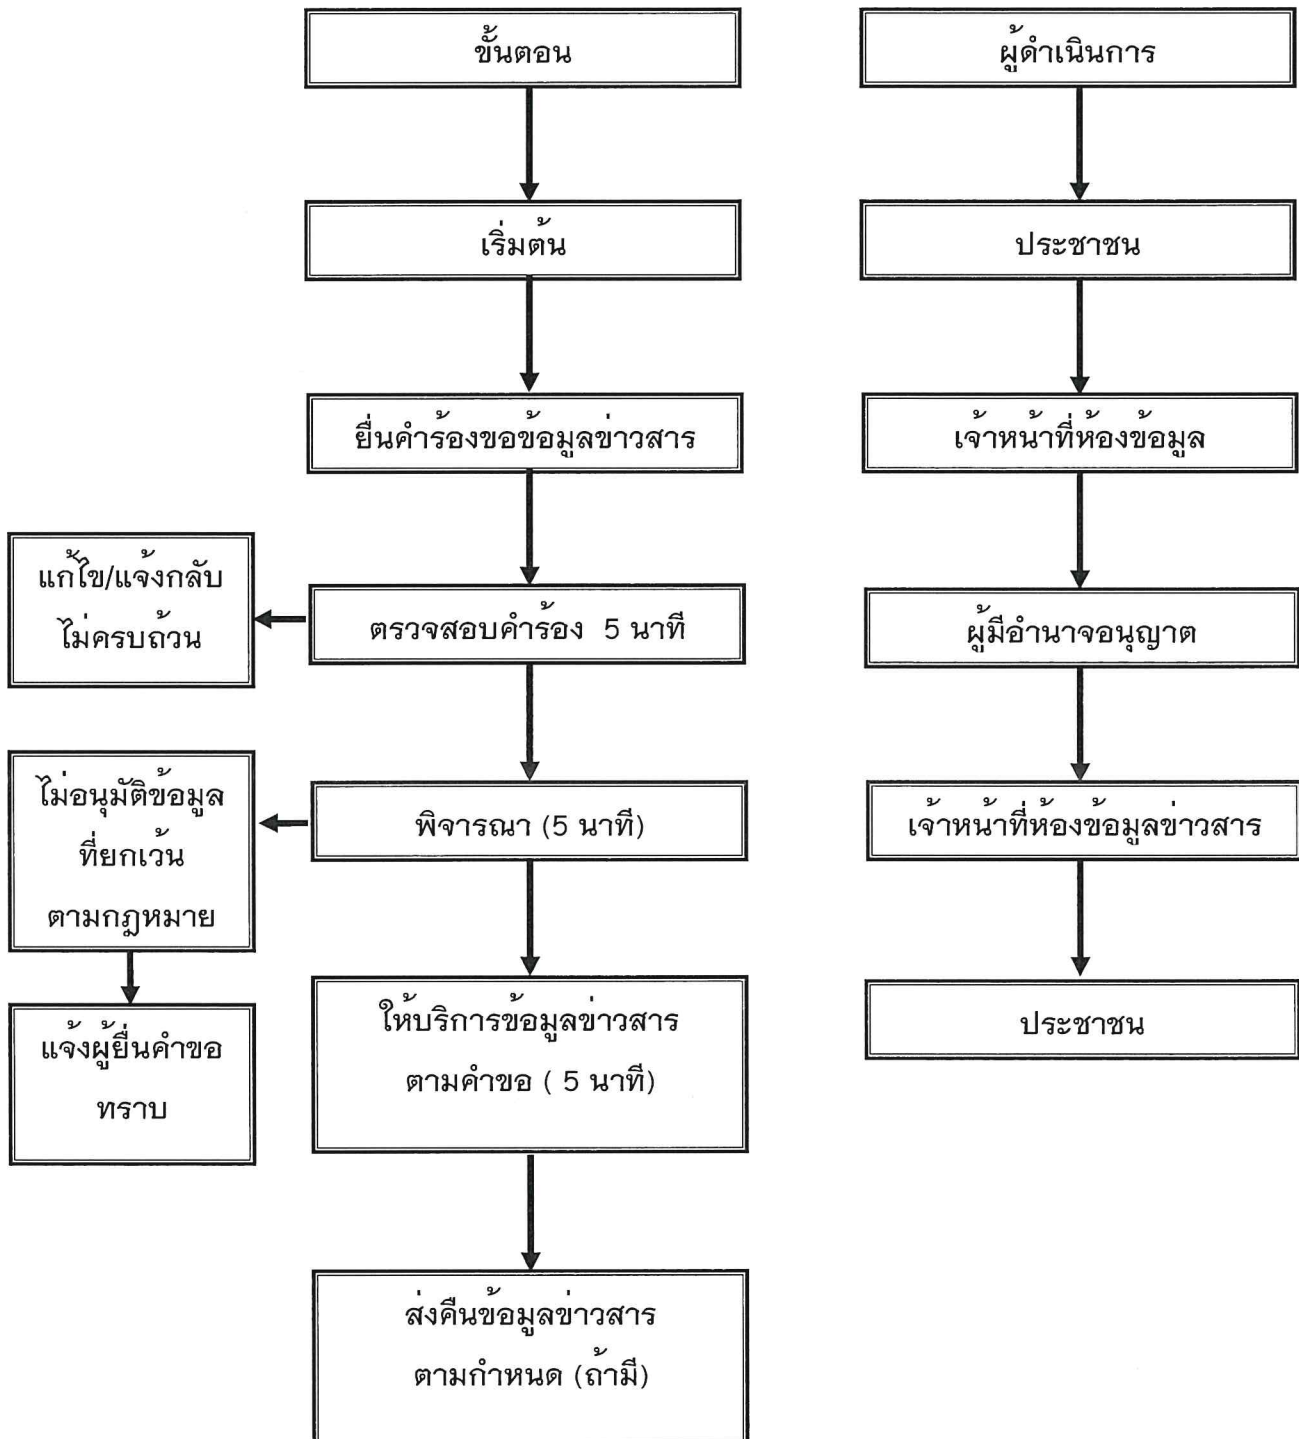 ขั้นตอน
ผู้ดำเนินการ
เริ่มต้น
ประชาชน
ยื่นคำร้องขอข้อมูลข่าวสาร
เจ้าหน้าที่ห้องข้อมูล
แก้ไข/แจ้งกลับ
ไม่ครบถ้วน
ตรวจสอบคำร้อง 5 นาที
ผู้มีอำนาจอนุญาต
ไม่อนุมัติข้อมูล
ที่ยกเว้น
ตามกฎหมาย
พิจารณา (5 นาที)
เจ้าหน้าที่ห้องข้อมูลข่าวสาร
แจ้งผู้ยื่นคำขอ
ทราบ
ให้บริการข้อมูลข่าวสาร
ตามคำขอ ( 5 นาที)
ประชาชน
ส่งคืนข้อมูลข่าวสาร
ตามกำหนด (ถ้ามี)